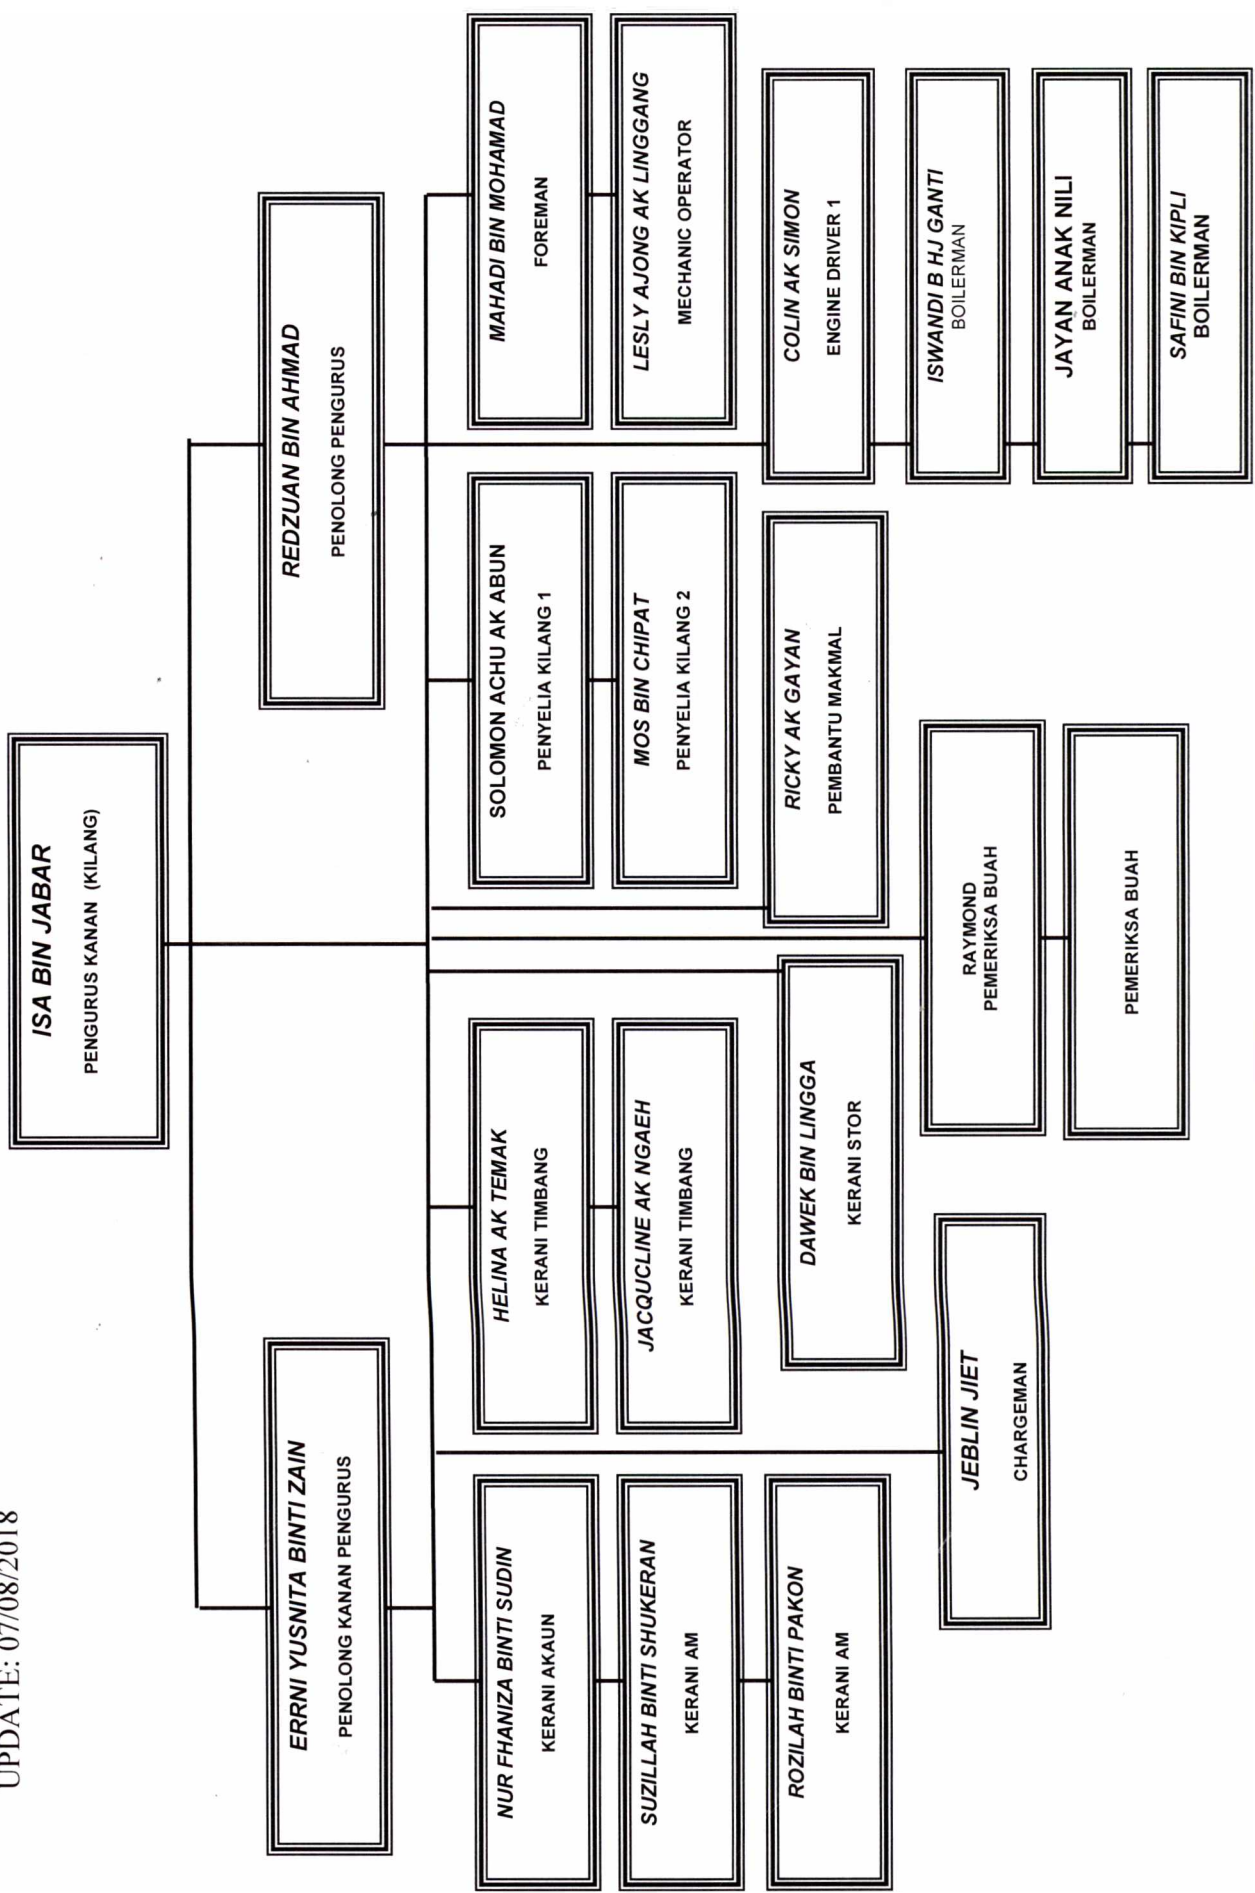 UPDATE: 07/08/2018
ISA BIN JABAR
PENGURUS KANAN (KILANG)
ERRNI YUSNITA BINTI ZAIN
PENOLONG KANAN PENGURUS
REDZUAN BIN AHMAD
PENOLONG PENGURUS
NUR FHANIZA BINTI SUDIN
KERANI AKAUN
SUZILLAH BINTI SHUKERAN
KERANI AM
ROZILAH BINTI PAKON
KERANI AM
JEBLIN JIET
CHARGEMAN
HELINA AK TEMAK
KERANI TIMBANG
JACQUCLINE AK NGAEH
KERANI TIMBANG
DAWEK BIN LINGGA
KERANI STOR
RAYMOND
PEMERIKSA BUAH
PEMERIKSA BUAH
RICKY AK GAYAN
PEMBANTU MAKMAL
SOLOMON ACHU AK ABUN
PENYELIA KILANG 1
MOS BIN CHIPAT
PENYELIA KILANG 2
MAHADI BIN MOHAMAD
FOREMAN
LESLY AJONG AK LINGGANG
MECHANIC OPERATOR
COLIN AK SIMON
ENGINE DRIVER 1
ISWANDI B HJ GANTI
BOILERMAN
JAYAN ANAK NILI
BOILERMAN
SAFINI BIN KIPLI
BOILERMAN